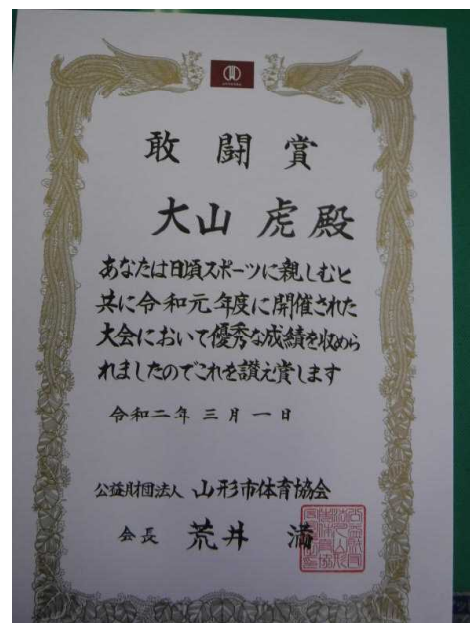 敢闘賞
大山 虎殿
あなたは日頃スポーツに親しむと
共に令和元年度に開催された
大会において優秀な成績を収めら
れましたのでこれを讃え賞します
令和二年三月一日
公益財団法人 山形市体育協会
会長 荒井 満